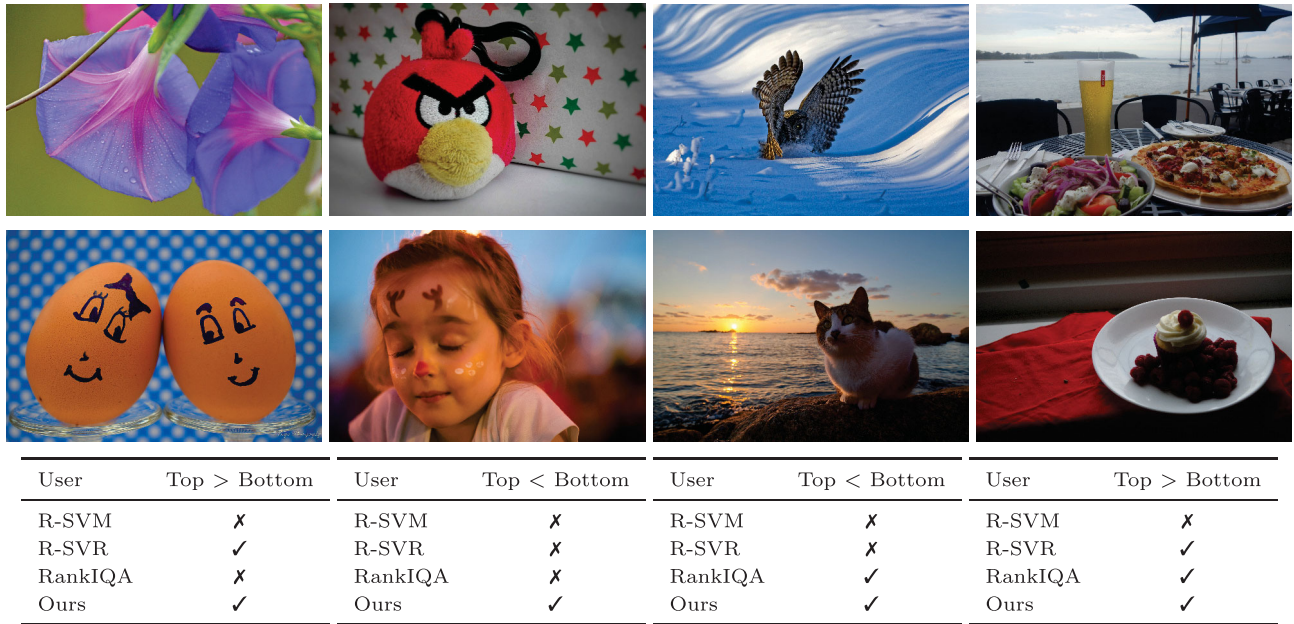 User Top > Bottom
R-SVM ✗
R-SVR ✓
RankIQA ✗
Ours ✓
User Top < Bottom
R-SVM ✗
R-SVR ✗
RankIQA ✗
Ours ✓
User Top < Bottom
R-SVM ✗
R-SVR ✗
RankIQA ✓
Ours ✓
User Top > Bottom
R-SVM ✗
R-SVR ✓
RankIQA ✓
Ours ✓